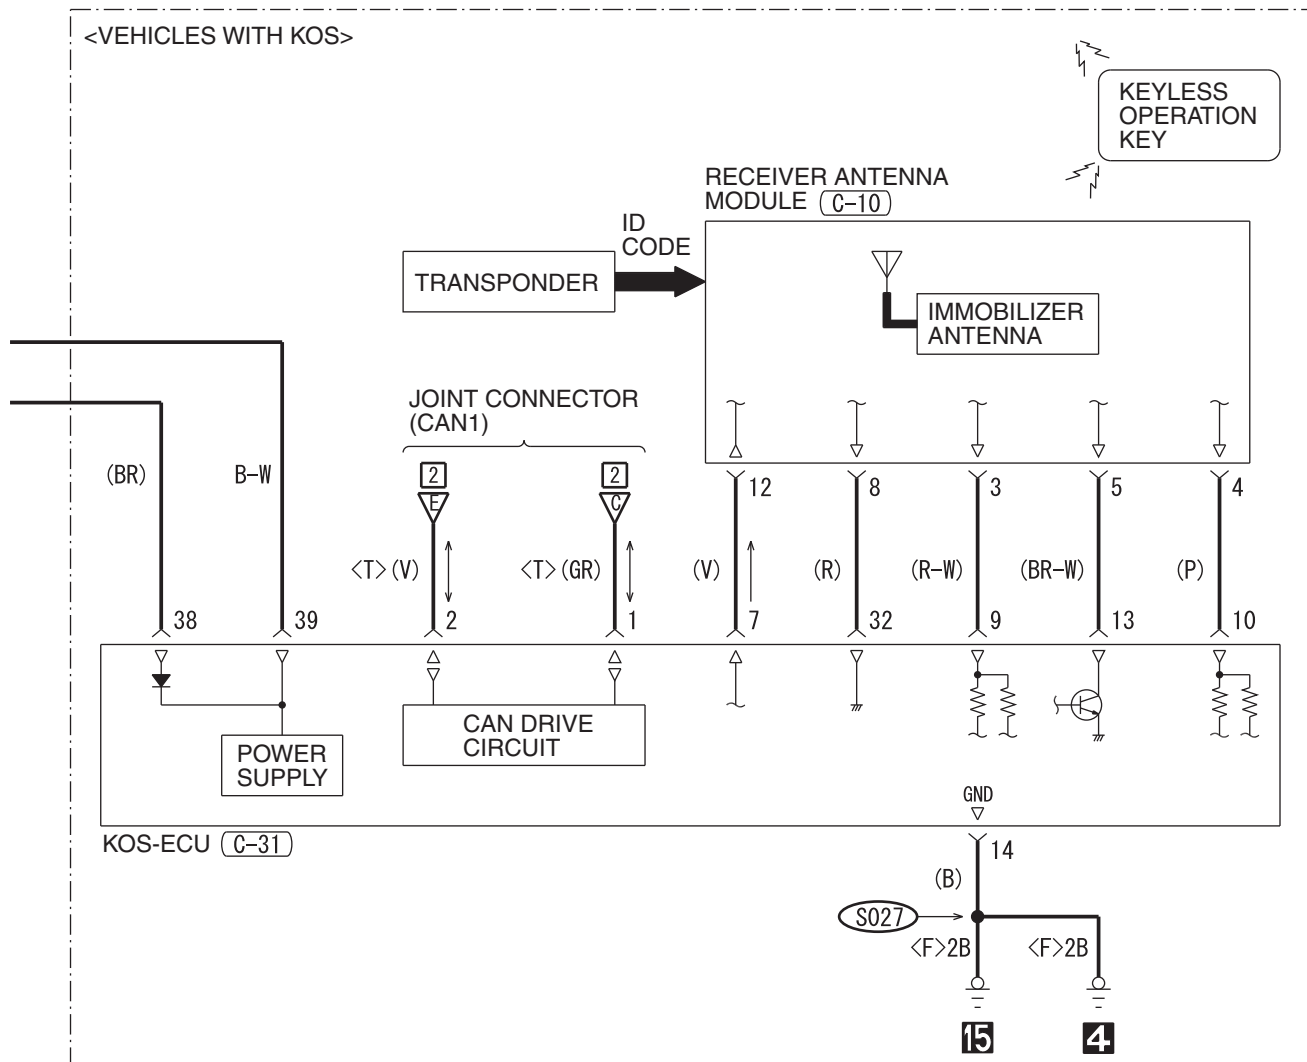 <VEHICLES WITH KOS>
KEYLESS
OPERATION
KEY
RECEIVER ANTENNA
MODULE C-10
ID
CODE
TRANSPONDER
IMMOBILIZER
ANTENNA
JOINT CONNECTOR
(CAN1)
2 2
E C
12 8 3 5 4
(BR) B-W <T>(V) <T>(GR) (V) (R) (R-W) (BR-W) (P)
38 39 2 1 7 32 9 13 10
POWER
SUPPLY
CAN DRIVE
CIRCUIT
GND
KOS-ECU C-31
14
(B)
S027
<F>2B <F>2B
15 4